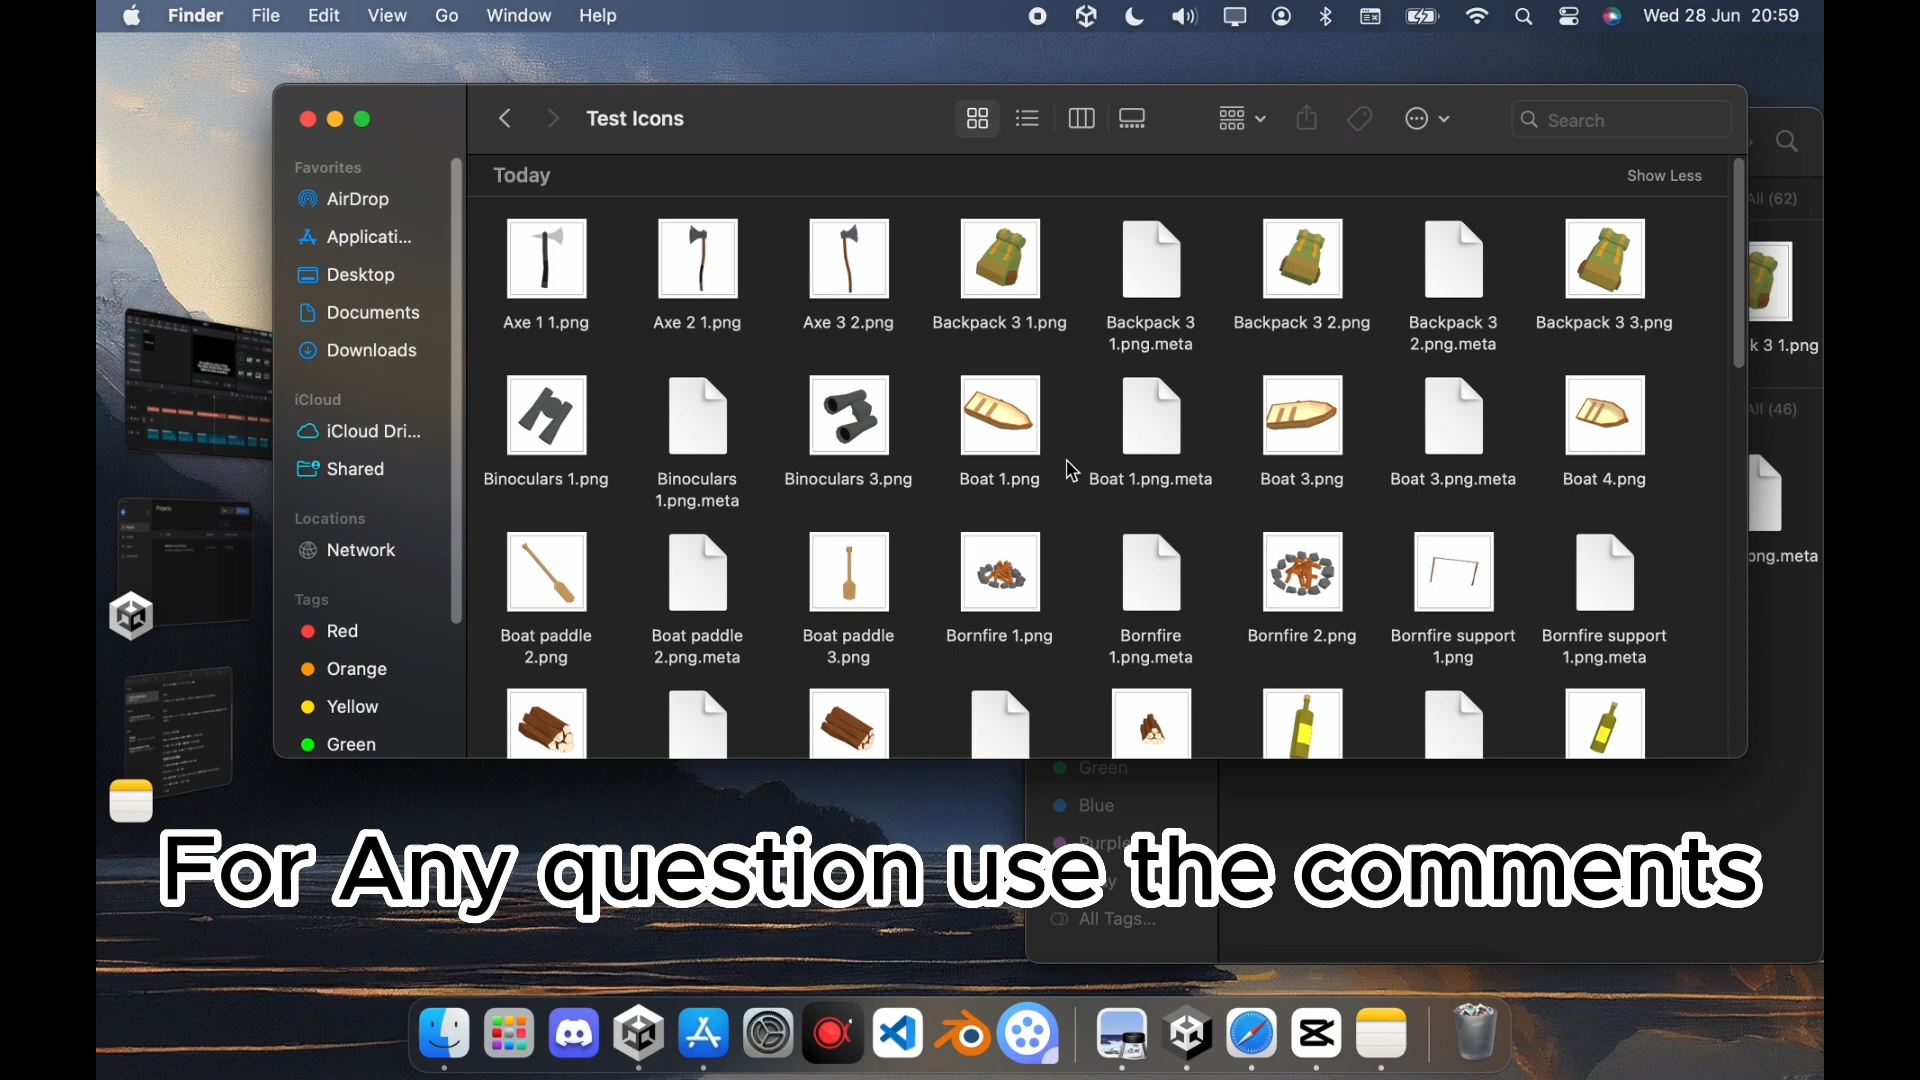 Finder File Edit View Go Window Help Wed 28 Jun 20:59
Test Icons
Search
Favorites
AirDrop
Applicati...
Desktop
Documents
Downloads
iCloud
iCloud Dri...
Shared
Locations
Network
Tags
Red
Orange
Yellow
Green
Today
Show Less
Axe 1 1.png
Axe 2 1.png
Axe 3 2.png
Backpack 3 1.png
Backpack 3
1.png.meta
Backpack 3 2.png
Backpack 3
2.png.meta
Backpack 3 3.png
Binoculars 1.png
Binoculars
1.png.meta
Binoculars 3.png
Boat 1.png
Boat 1.png.meta
Boat 3.png
Boat 3.png.meta
Boat 4.png
Boat paddle
2.png
Boat paddle
2.png.meta
Boat paddle
3.png
Bornfire 1.png
Bornfire
1.png.meta
Bornfire 2.png
Bornfire support
1.png
Bornfire support
1.png.meta
All (62)
k 3 1.png
All (46)
png.meta
Green
Blue
Purple
All Tags...
Projects
For Any question use the comments